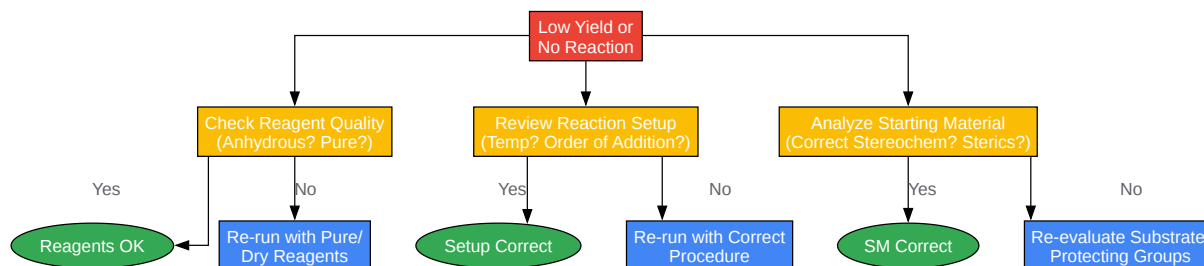 Low Yield or
No Reaction
Check Reagent Quality
(Anhydrous? Pure?)
Review Reaction Setup
(Temp? Order of Addition?)
Analyze Starting Material
(Correct Stereochem? Sterics?)
Yes
No
Yes
No
Yes
No
Reagents OK
Re-run with Pure/
Dry Reagents
Setup Correct
Re-run with Correct
Procedure
SM Correct
Re-evaluate Substrate
Protecting Groups